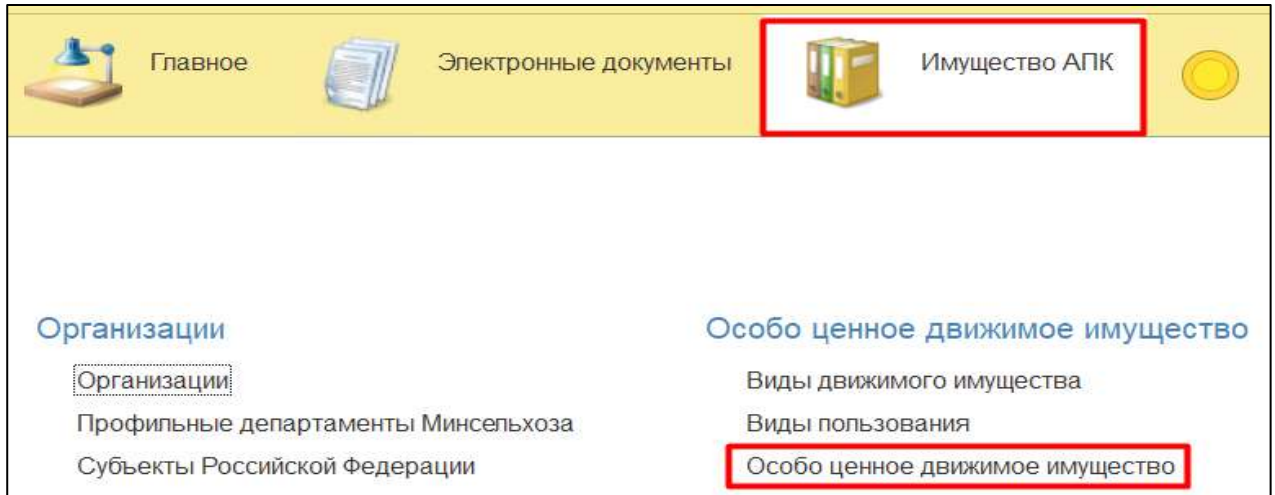 Главное
Электронные документы
Имущество АПК
Организации
Организации
Профильные департаменты Минсельхоза
Субъекты Российской Федерации
Особо ценное движимое имущество
Виды движимого имущества
Виды пользования
Особо ценное движимое имущество